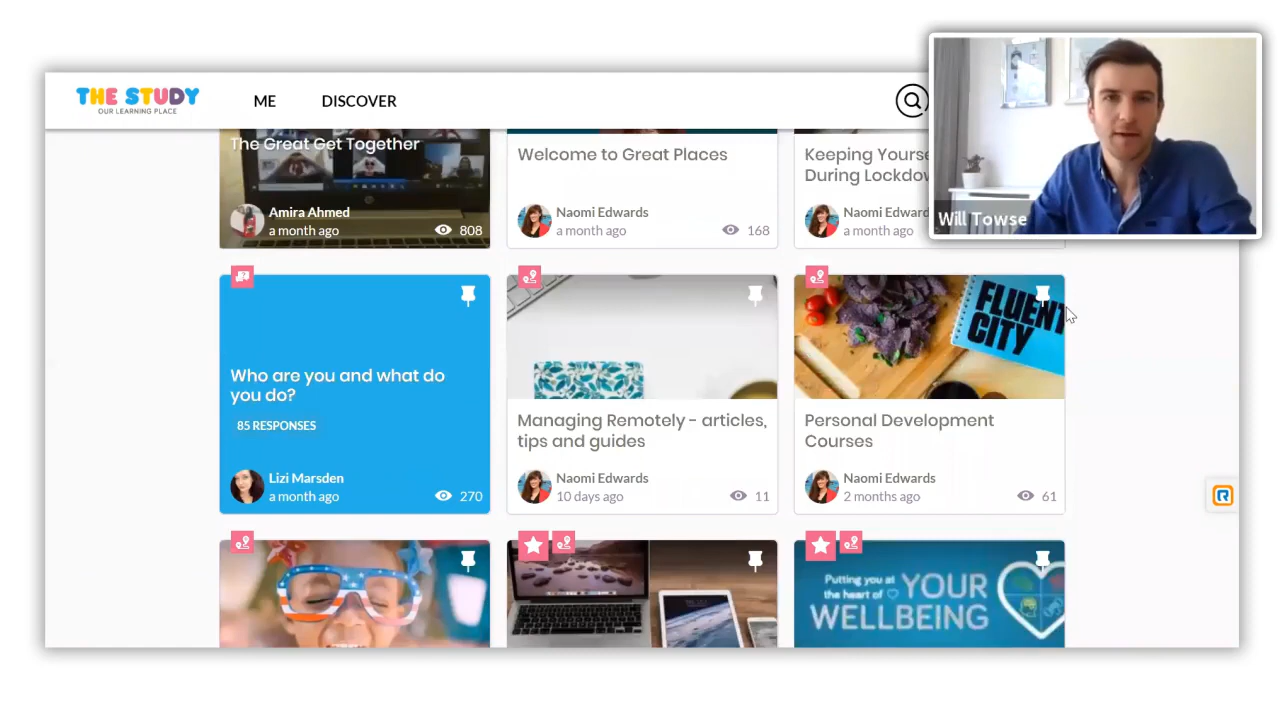 THE STUDY
OUR LEARNING PLACE
ME
DISCOVER
Will Towse
The Great Get Together
Amira Ahmed
a month ago
808
Welcome to Great Places
Naomi Edwards
a month ago
168
Keeping
During
Naomi
a month ago
Who are you and what do
you do?
85 RESPONSES
Lizi Marsden
a month ago
270
Managing Remotely - articles,
tips and guides
Naomi Edwards
10 days ago
11
FLUENT
CITY
Personal Development
Courses
Naomi Edwards
2 months ago
61
Putting you at
the heart of
YOUR
WELLBEING
R